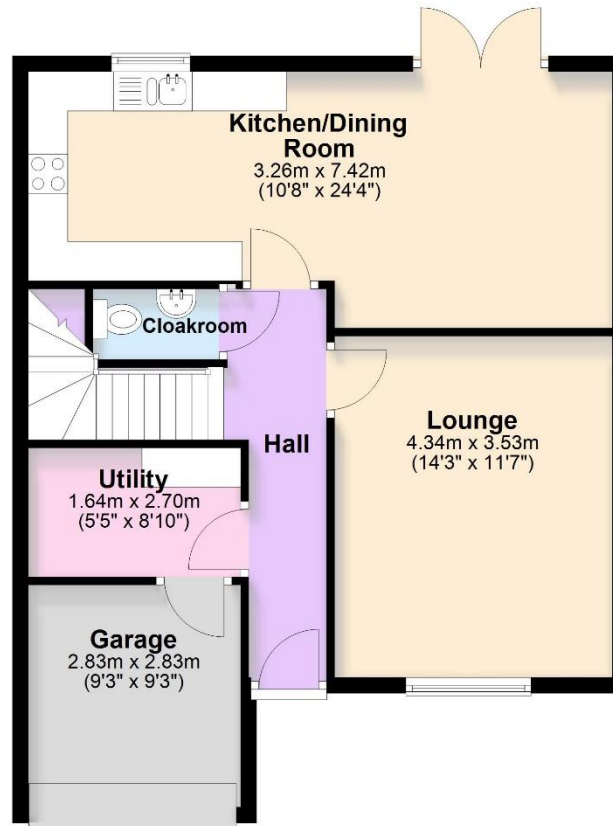 Kitchen/Dining
Room
3.26m x 7.42m
(10'8" x 24'4")
Cloakroom
Hall
Lounge
4.34m x 3.53m
(14'3" x 11'7")
Utility
1.64m x 2.70m
(5'5" x 8'10")
Garage
2.83m x 2.83m
(9'3" x 9'3")